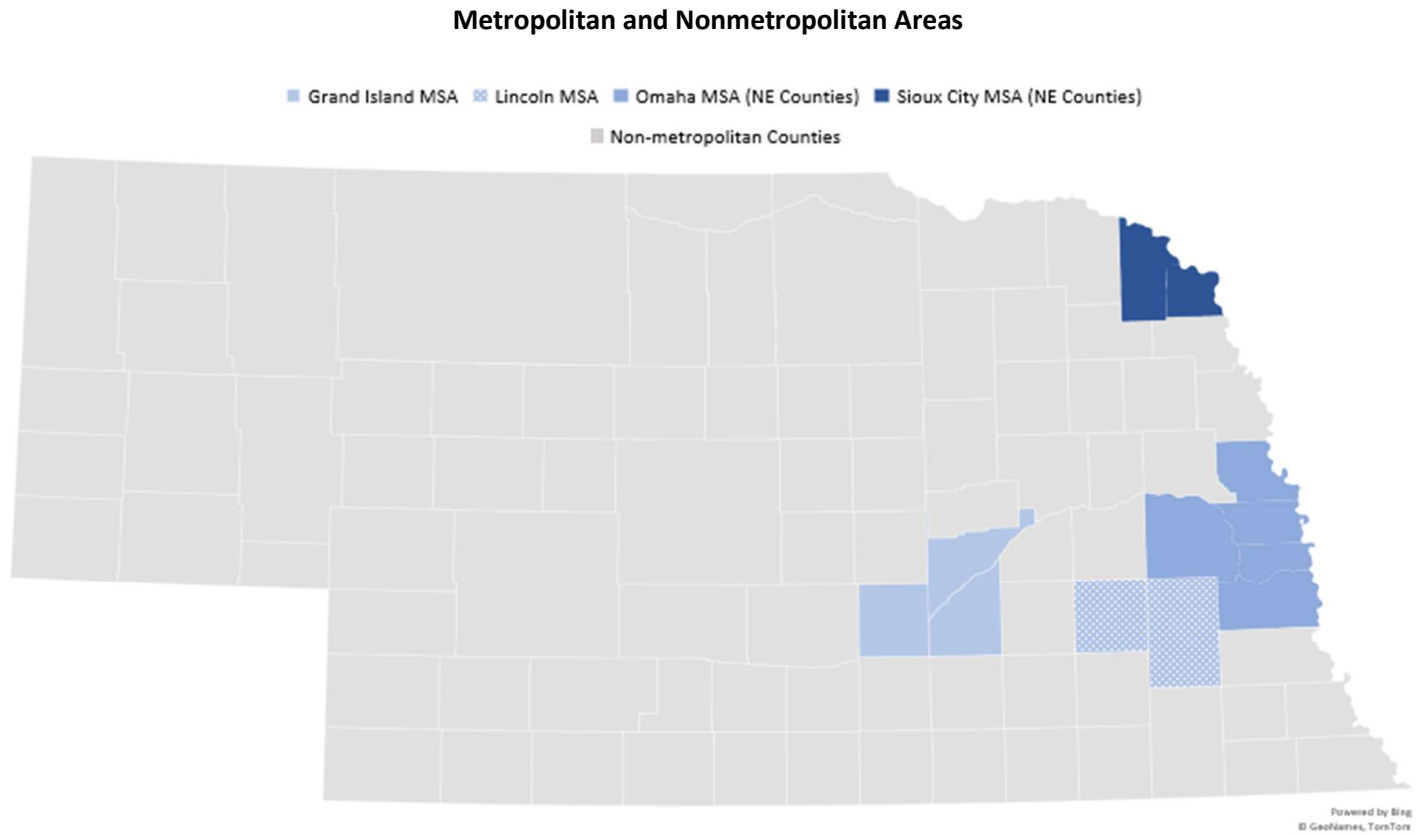 Metropolitan and Nonmetropolitan Areas
Grand Island MSA Lincoln MSA Omaha MSA (NE Counties) Sioux City MSA (NE Counties)
Non-metropolitan Counties
Powered by Bing
© GeoNames, TomTom